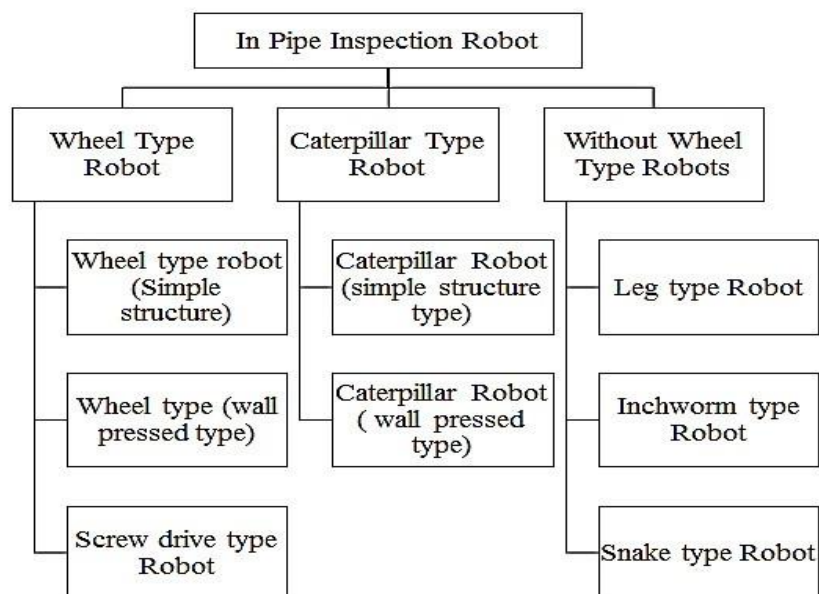 In Pipe Inspection Robot
Wheel Type
Robot
Caterpillar Type
Robot
Without Wheel
Type Robots
Wheel type robot
(Simple
structure)
Caterpillar Robot
(simple structure
type)
Leg type Robot
Wheel type (wall
pressed type)
Caterpillar Robot
( wall pressed
type)
Inchworm type
Robot
Screw drive type
Robot
Snake type Robot